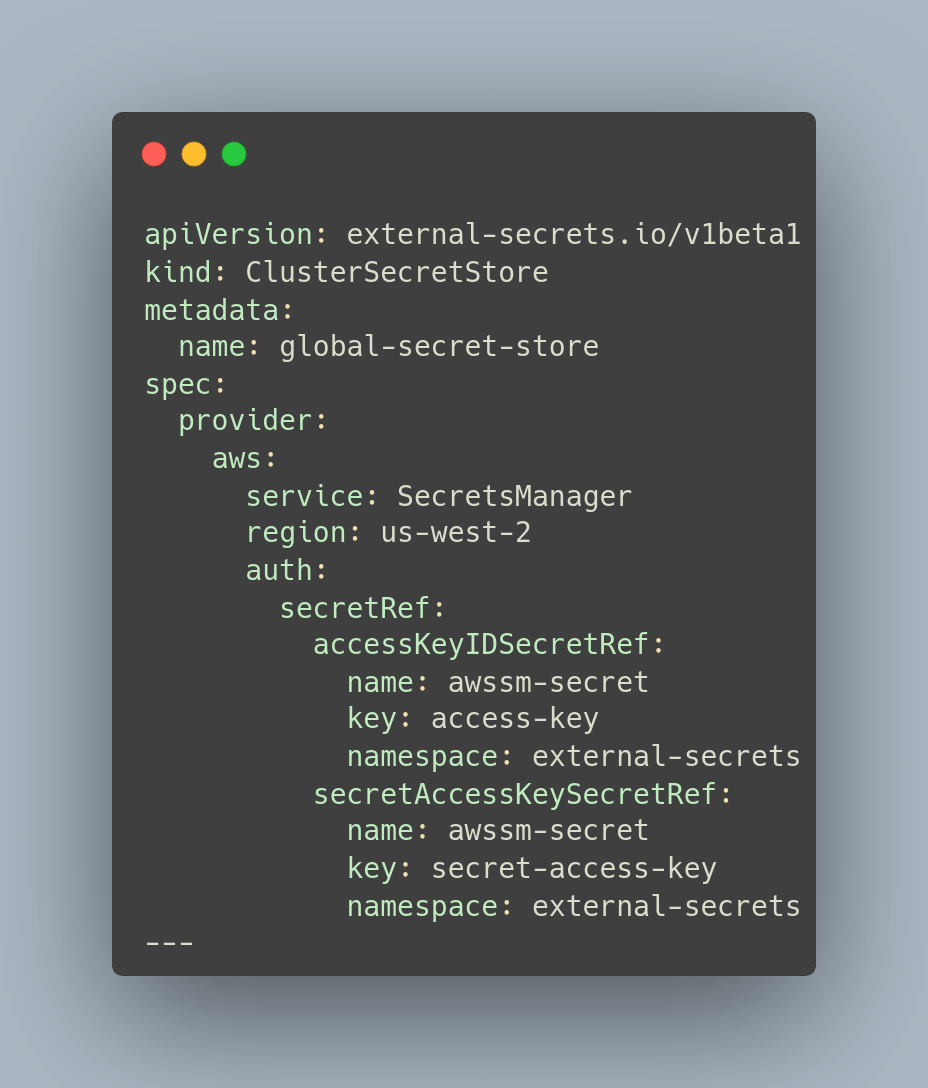 apiVersion: external-secrets.io/v1beta1
kind: ClusterSecretStore
metadata:
  name: global-secret-store
spec:
  provider:
    aws:
      service: SecretsManager
      region: us-west-2
      auth:
        secretRef:
          accessKeyIDSecretRef:
            name: awssm-secret
            key: access-key
            namespace: external-secrets
          secretAccessKeySecretRef:
            name: awssm-secret
            key: secret-access-key
            namespace: external-secrets
---